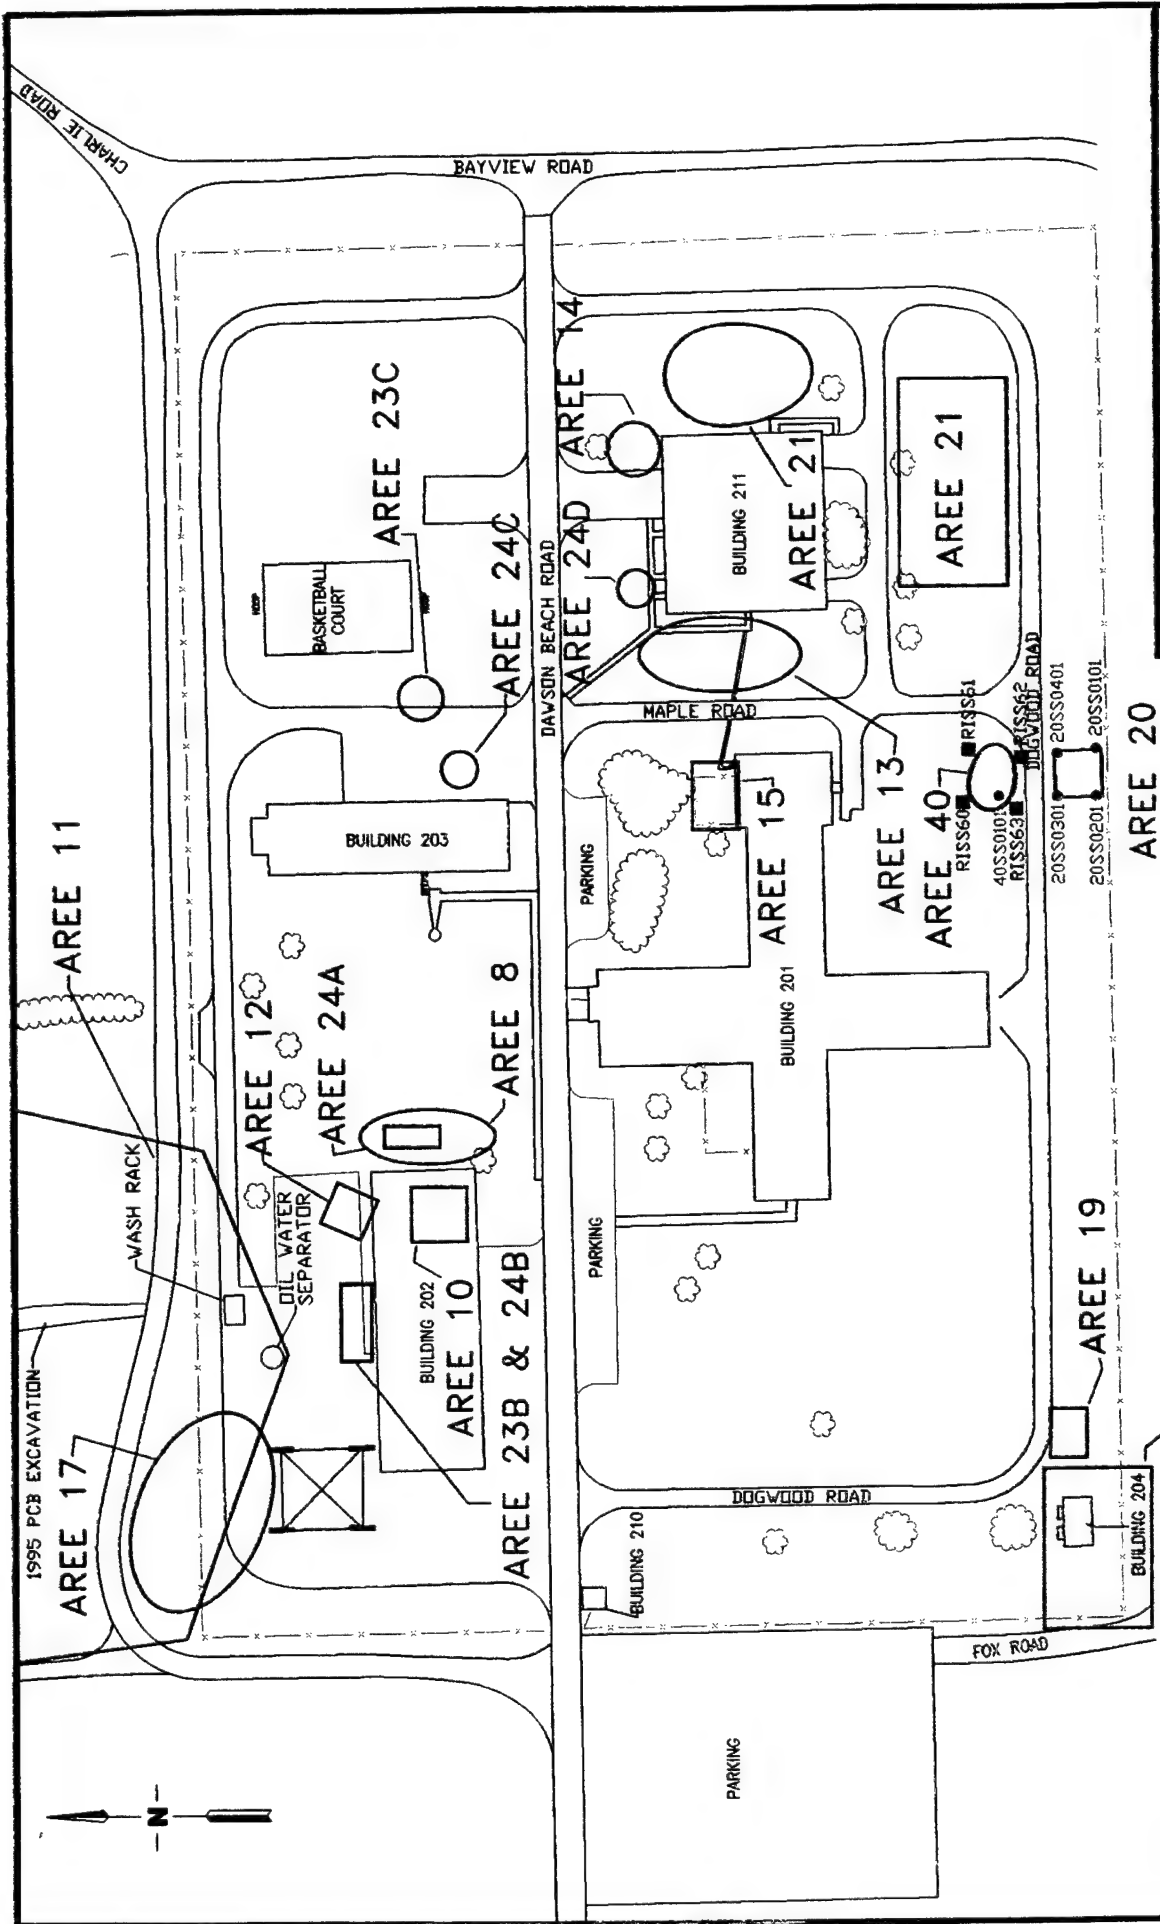 CHARLIE ROAD
BAYVIEW ROAD
AREE 23C
AREE 14
BASKETBALL
COURT
AREE 24C
DAWSON BEACH ROAD
AREE 24D
BUILDING 211
AREE 21
AREE 21
AREE 11
BUILDING 203
MAPLE ROAD
PARKING
AREE 15
AREE 13
AREE 40
RISS61
RISS62
DOGWOOD ROAD
RISS60
40SS0101
RISS63
20SS0401
20SS0101
20SS0301
20SS0201
AREE 20
WASH RACK
AREE 12
AREE 24A
AREE 8
BUILDING 201
OIL WATER
SEPARATOR
BUILDING 202
AREE 10
AREE 23B & 24B
PARKING
AREE 19
1995 PCB EXCAVATION
AREE 17
BUILDING 210
DOGWOOD ROAD
BUILDING 204
FOX ROAD
PARKING
-N-